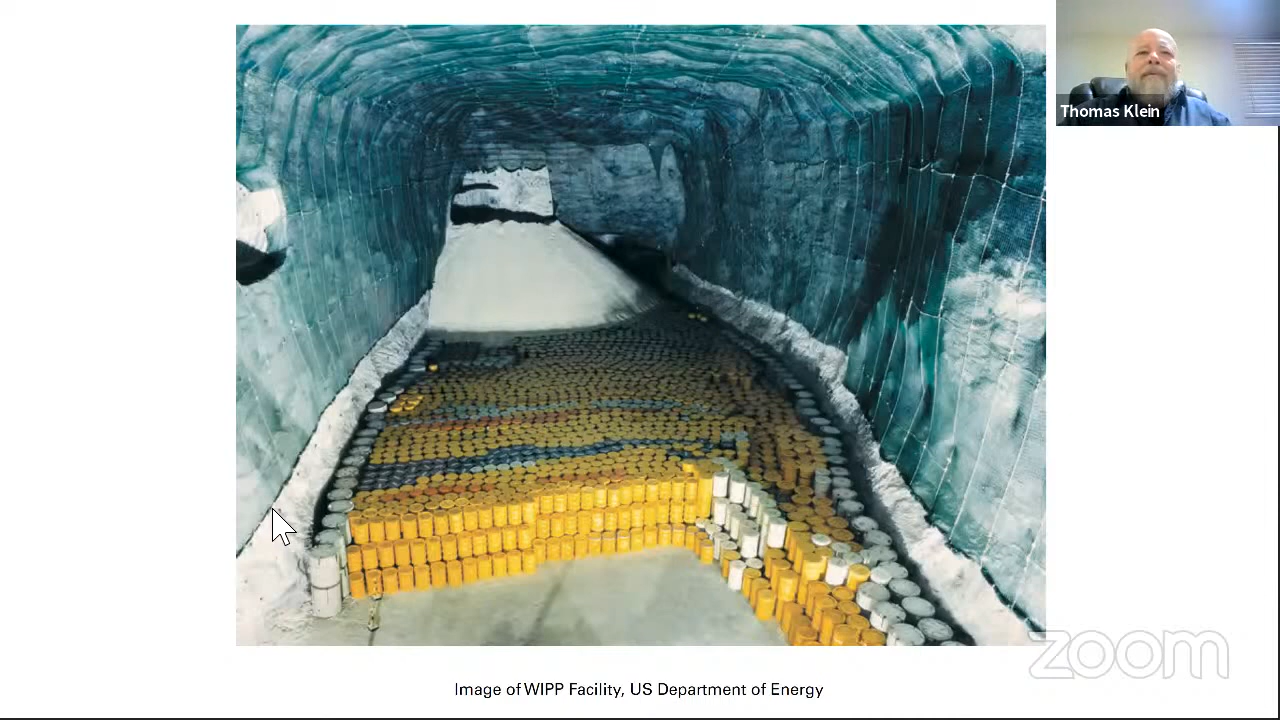 Thomas Klein
zoom
Image of WIPP Facility, US Department of Energy